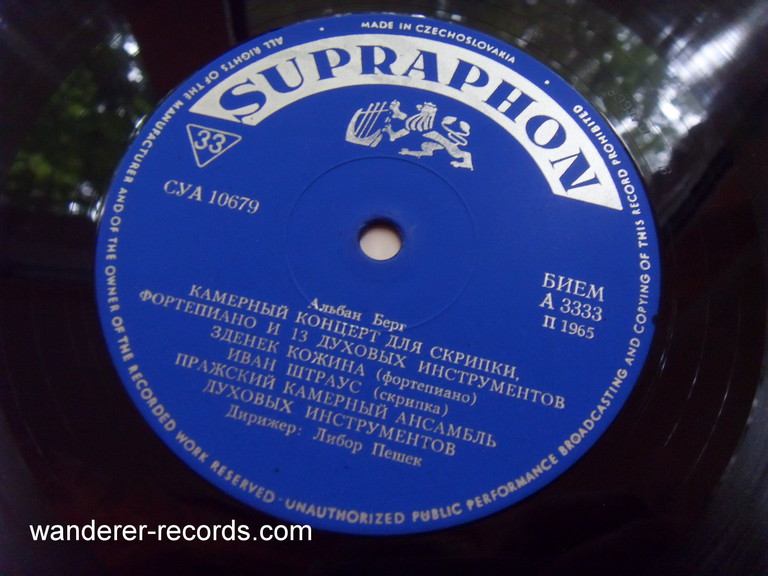 MADE IN CZECHOSLOVAKIA
SUPRAPHON
33
СУА 10679
БИЕМ
А 3333
П 1965
Альбан Берг
КАМЕРНЫЙ КОНЦЕРТ ДЛЯ СКРИПКИ,
ФОРТЕПИАНО И 13 ДУХОВЫХ ИНСТРУМЕНТОВ
ЗДЕНЕК КОЖИНА (фортепиано)
ИВАН ШТРАУС (скрипка)
ПРАЖСКИЙ КАМЕРНЫЙ АНСАМБЛЬ
ДУХОВЫХ ИНСТРУМЕНТОВ
Дирижер: Либор Пешек
ALL RIGHTS OF THE MANUFACTURER AND OF THE OWNER OF THE RECORDED WORK RESERVED · UNAUTHORIZED PUBLIC PERFORMANCE BROADCASTING AND COPYING OF THIS RECORD PROHIBITED
wanderer-records.com